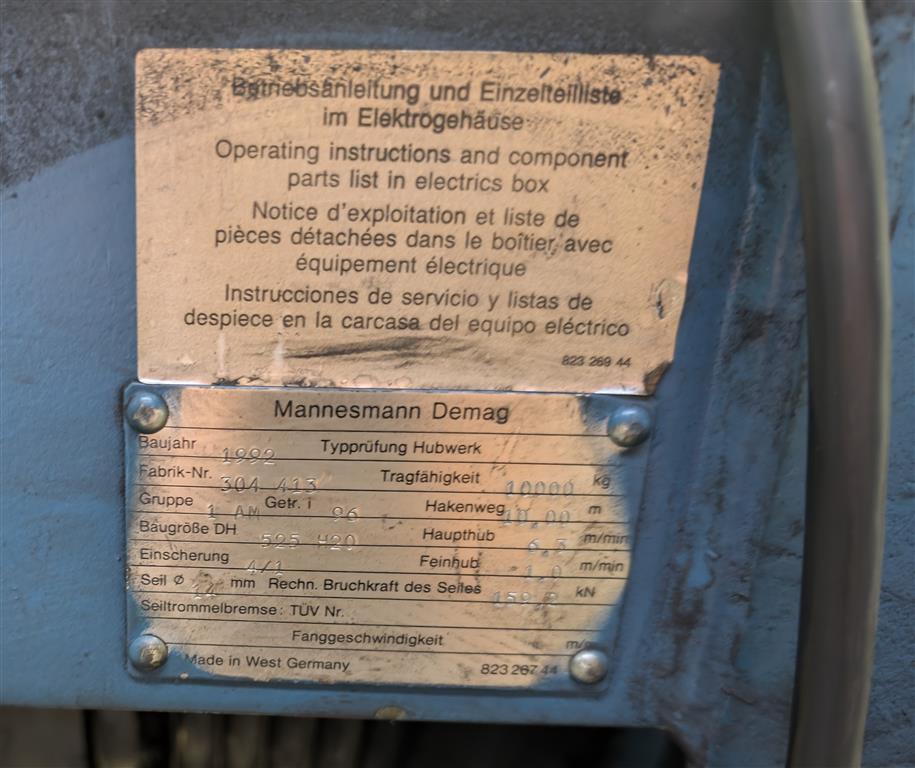 Betriebsanleitung und Einzelteilliste
im Elektrogehäuse
Operating instructions and component
parts list in electrics box
Notice d'exploitation et liste de
pièces détachées dans le boîtier, avec
équipement électrique
Instrucciones de servicio y listas de
despiece en la carcasa del equipo eléctrico
823 269 44
Mannesmann Demag
Baujahr 1992 Typprüfung Hubwerk
Fabrik-Nr. 304 413 Tragfähigkeit 10000 kg
Gruppe 1 AM Getr. i 96 Hakenweg 10,00 m
Baugröße DH 525 H20 Haupthub 6,3 m/min
Einscherung 4/1 Feinhub 1,0 m/min
Seil Ø 14 mm Rechn. Bruchkraft des Seiles 159,2 kN
Seiltrommelbremse: TÜV Nr.
Fanggeschwindigkeit
Made in West Germany 823 267 44